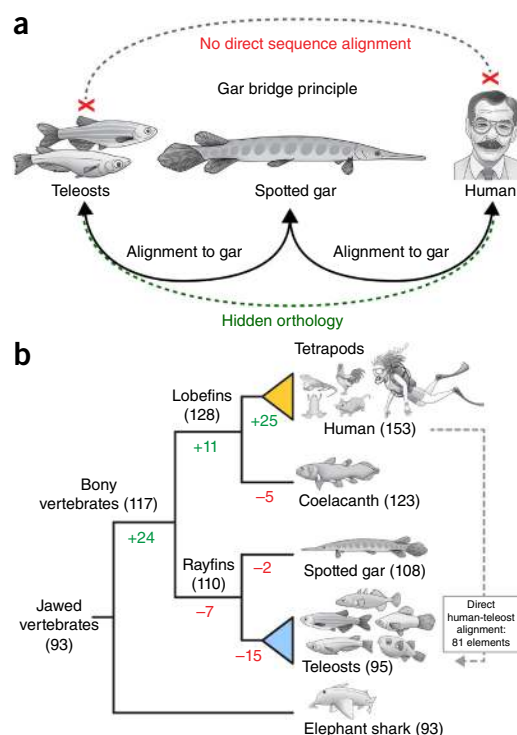 a
No direct sequence alignment
Gar bridge principle
Teleosts
Spotted gar
Human
Alignment to gar
Alignment to gar
Hidden orthology
b
Tetrapods
Lobefins
(128)
+25
Human (153)
+11
Bony
vertebrates (117)
–5
Coelacanth (123)
+24
Rayfins
(110)
–2
Spotted gar (108)
Jawed
vertebrates
(93)
–7
Direct
human-teleost
alignment:
81 elements
–15
Teleosts (95)
Elephant shark (93)